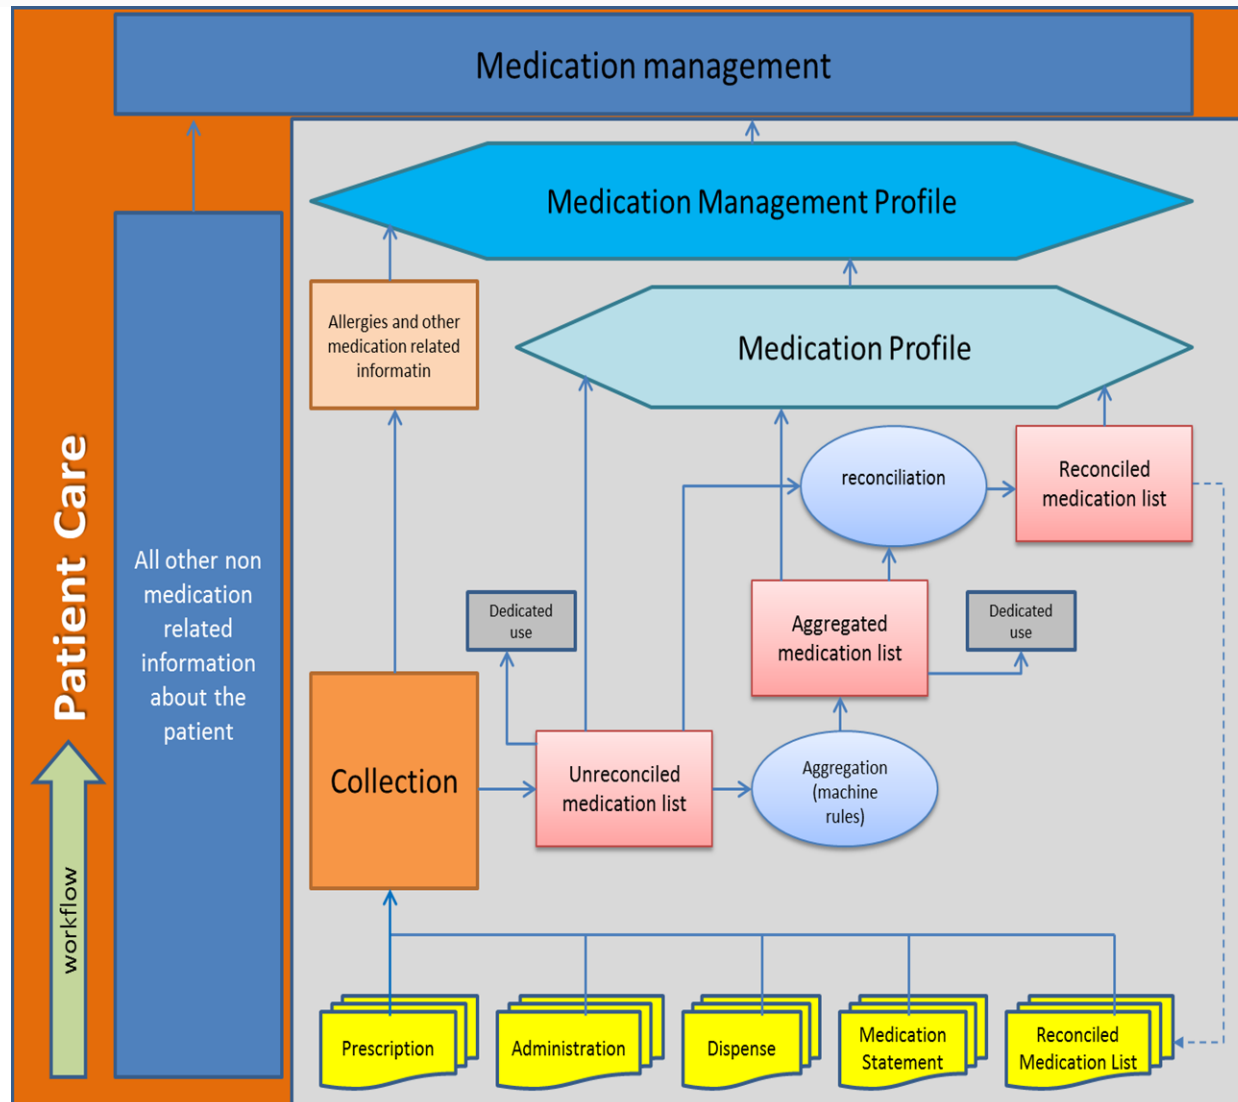 Medication management
Medication Management Profile
Allergies and other
medication related
informatin
Medication Profile
reconciliation
Reconciled
medication list
Patient Care
All other non
medication
related
information
about the
patient
Dedicated
use
Aggregated
medication list
Dedicated
use
Collection
Unreconciled
medication list
Aggregation
(machine
rules)
workflow
Prescription
Administration
Dispense
Medication
Statement
Reconciled
Medication List